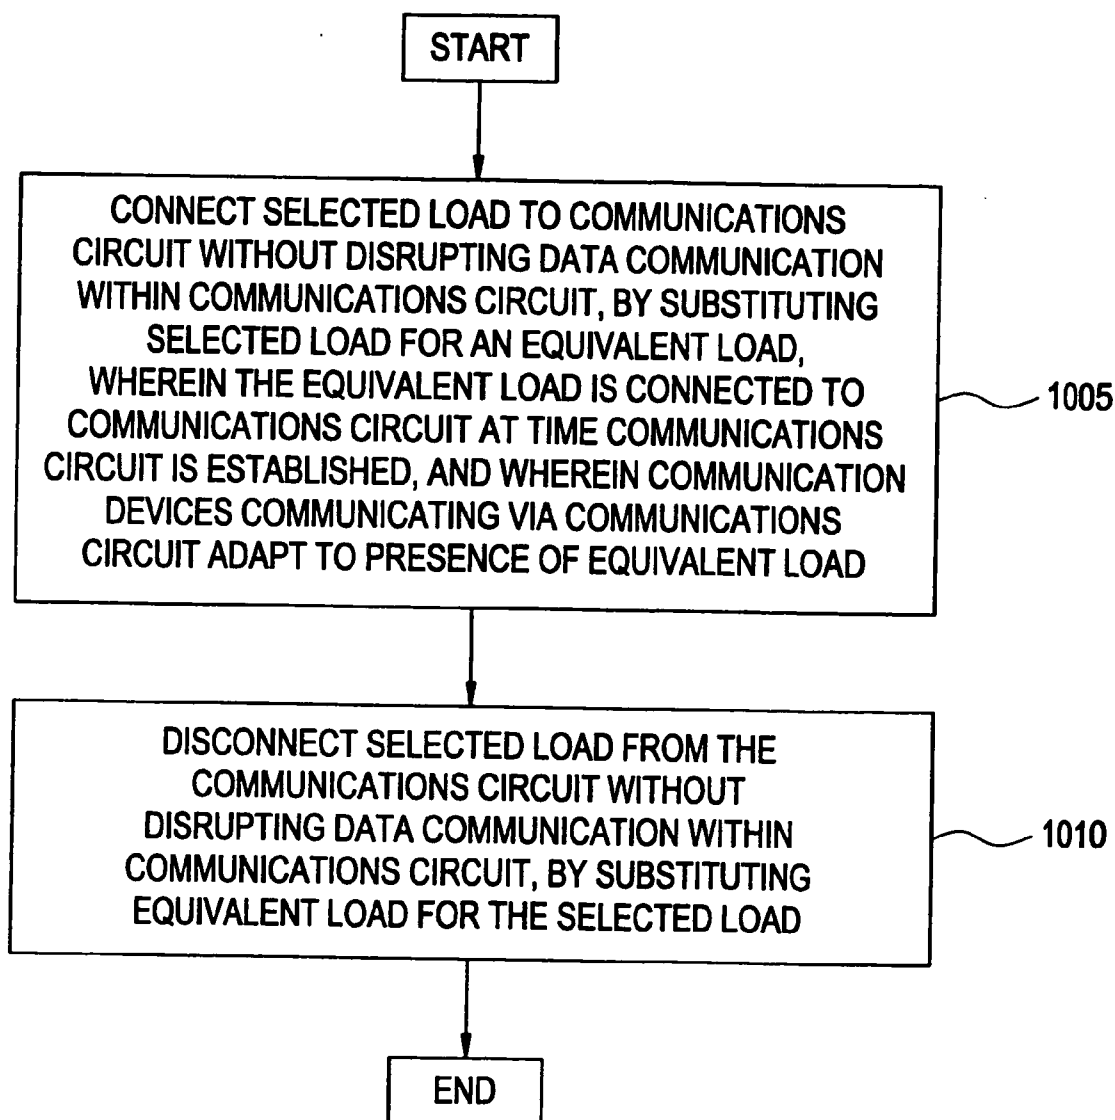 START
CONNECT SELECTED LOAD TO COMMUNICATIONS
CIRCUIT WITHOUT DISRUPTING DATA COMMUNICATION
WITHIN COMMUNICATIONS CIRCUIT, BY SUBSTITUTING
SELECTED LOAD FOR AN EQUIVALENT LOAD,
WHEREIN THE EQUIVALENT LOAD IS CONNECTED TO
COMMUNICATIONS CIRCUIT AT TIME COMMUNICATIONS
CIRCUIT IS ESTABLISHED, AND WHEREIN COMMUNICATION
DEVICES COMMUNICATING VIA COMMUNICATIONS
CIRCUIT ADAPT TO PRESENCE OF EQUIVALENT LOAD
1005
DISCONNECT SELECTED LOAD FROM THE
COMMUNICATIONS CIRCUIT WITHOUT
DISRUPTING DATA COMMUNICATION WITHIN
COMMUNICATIONS CIRCUIT, BY SUBSTITUTING
EQUIVALENT LOAD FOR THE SELECTED LOAD
1010
END